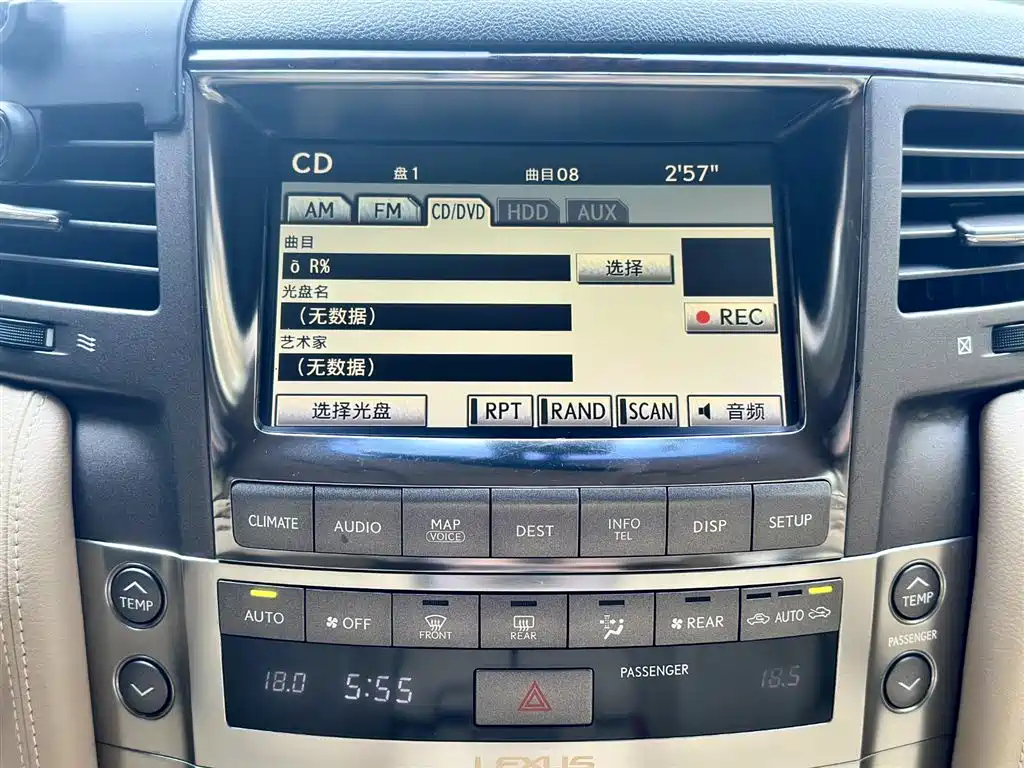 CD 盘1 曲目08 2'57"
AM FM CD/DVD HDD AUX
曲目
õ R% 选择
光盘名
(无数据) REC
艺术家
(无数据)
选择光盘 RPT RAND SCAN 音频
CLIMATE AUDIO MAP VOICE DEST INFO TEL DISP SETUP
TEMP AUTO OFF FRONT REAR REAR AUTO TEMP
PASSENGER
18.0 5:55 PASSENGER 18.5
LEXUS